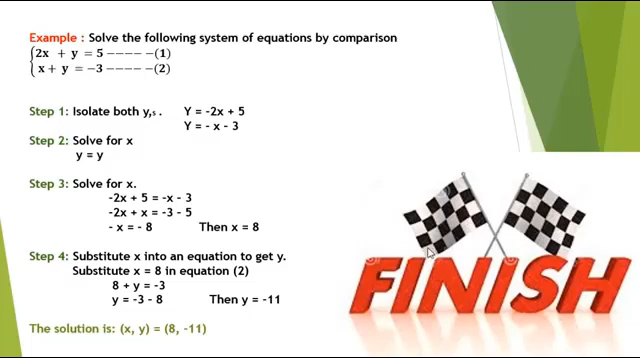 Example : Solve the following system of equations by comparison
2x + y = 5 – – – – –(1)
x + y = −3 – – – – –(2)
Step 1: Isolate both y,s . Y = -2x + 5
Y = - x - 3
Step 2: Solve for x
y = y
Step 3: Solve for x.
-2x + 5 = -x - 3
-2x + x = -3 - 5
- x = - 8 Then x = 8
Step 4: Substitute x into an equation to get y.
Substitute x = 8 in equation (2)
8 + y = -3
y = -3 - 8 Then y = -11
The solution is: (x, y) = (8, -11)
FINISH